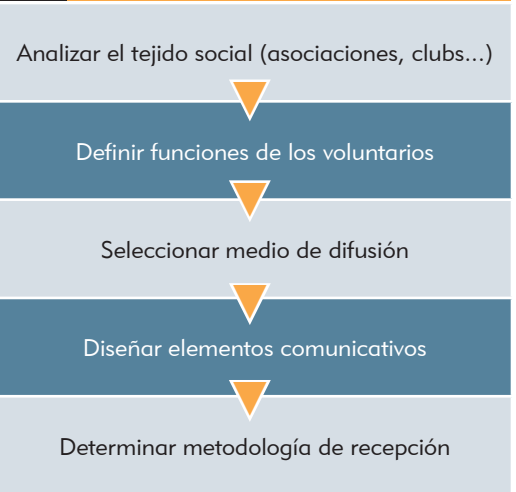 Analizar el tejido social (asociaciones, clubs...)
Definir funciones de los voluntarios
Seleccionar medio de difusión
Diseñar elementos comunicativos
Determinar metodología de recepción